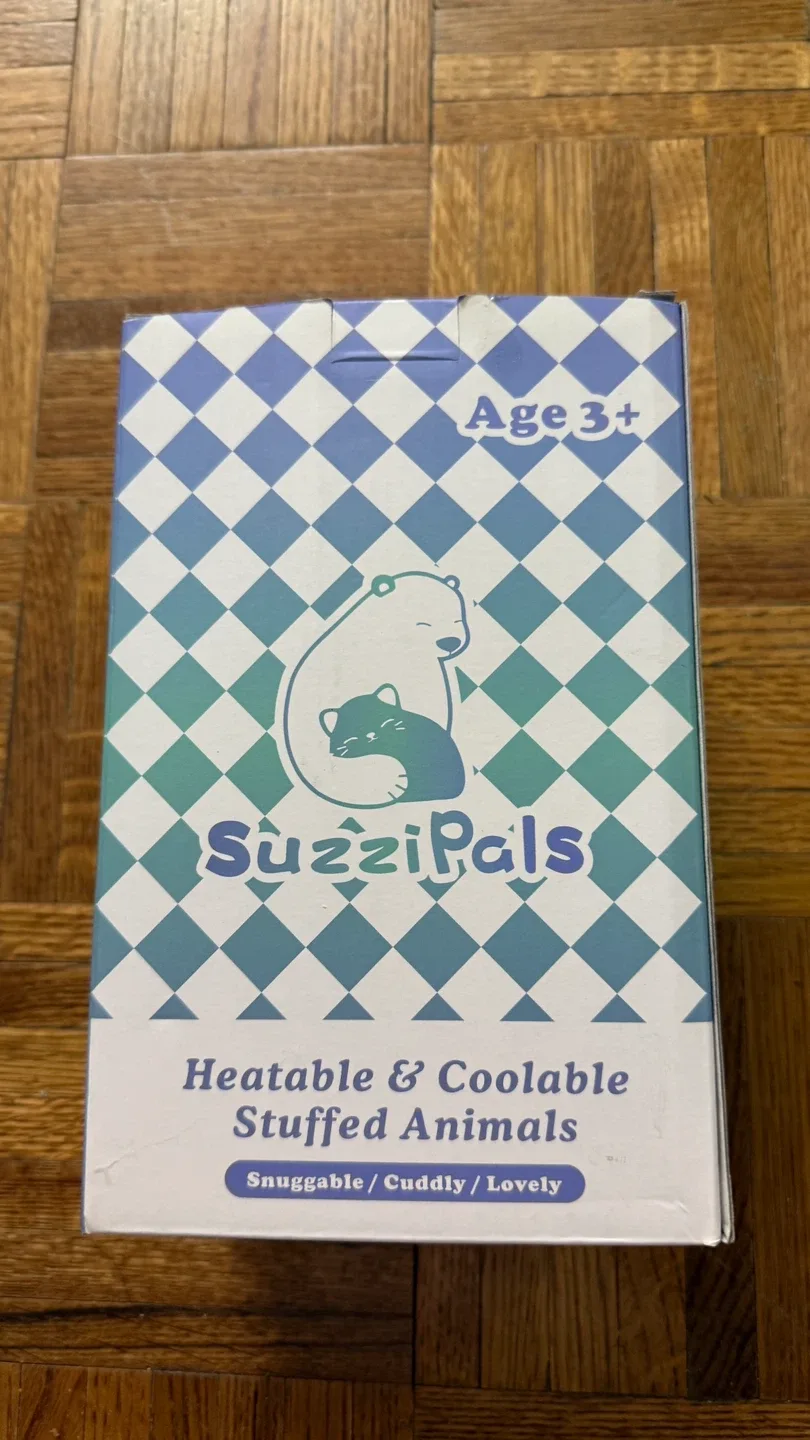 Age 3+
SuzziPals
Heatable & Coolable
Stuffed Animals
Snuggable / Cuddly / Lovely